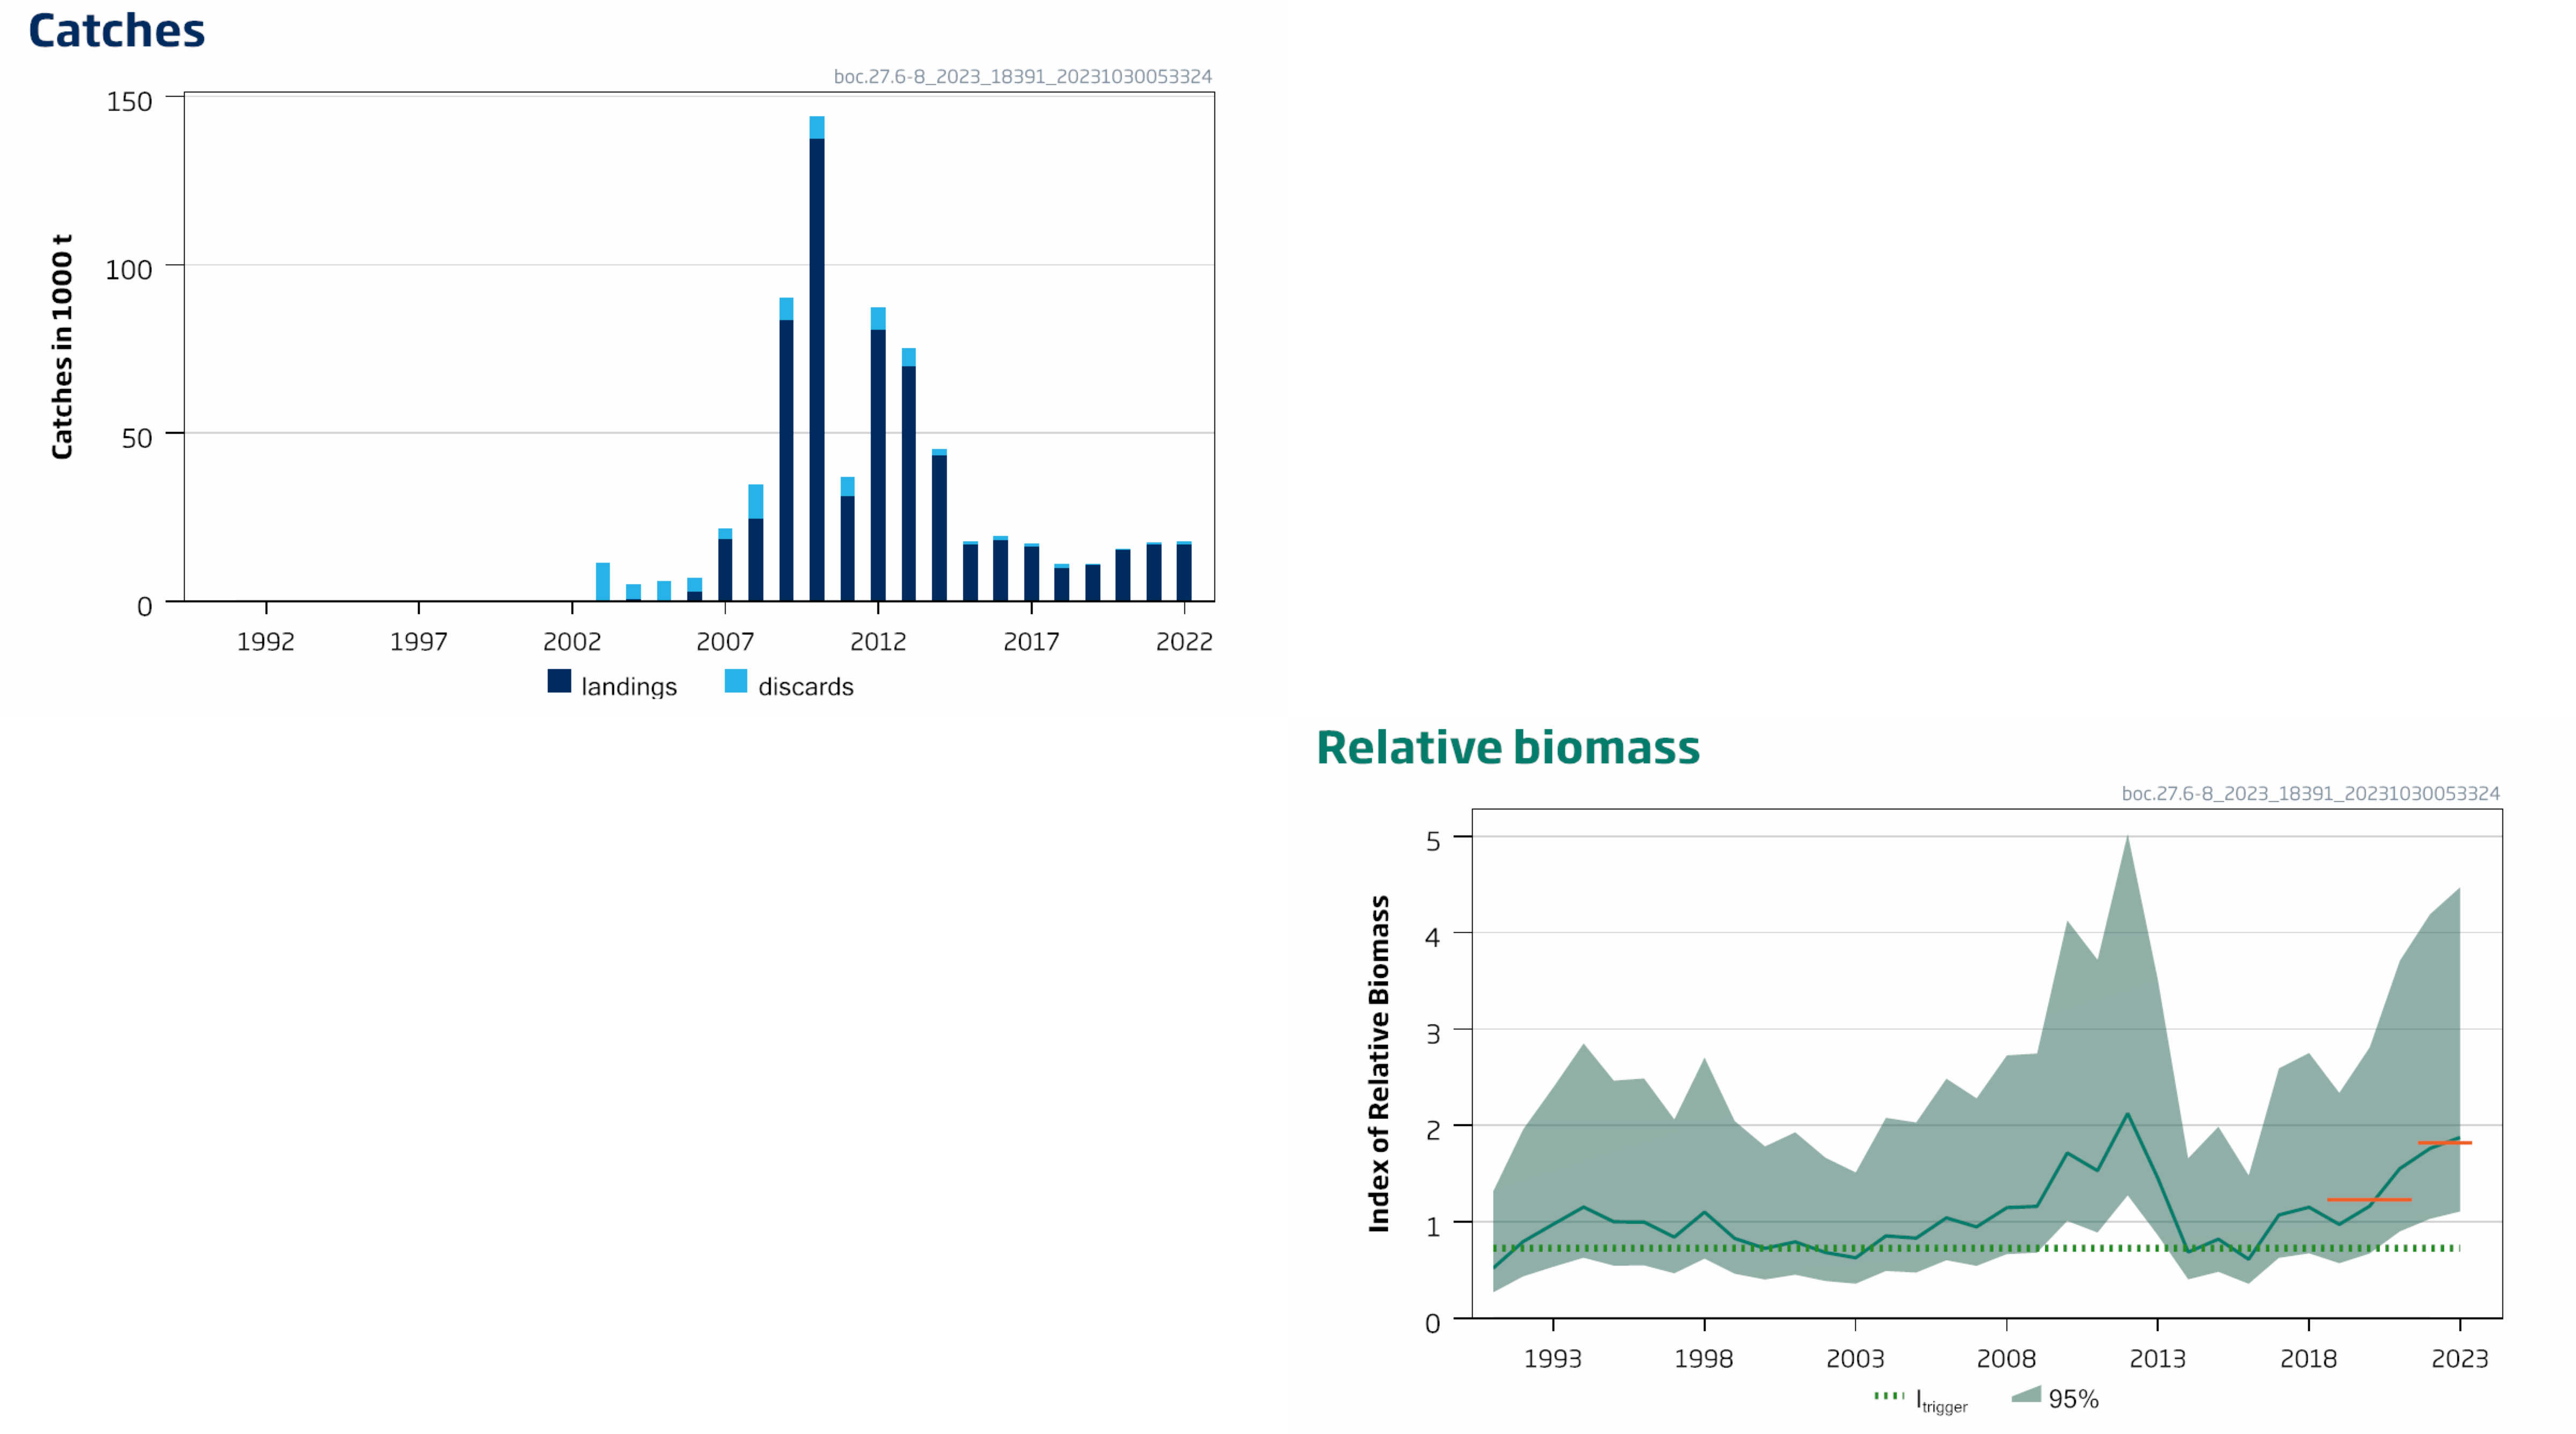 Catches
boc.27.6-8_2023_18391_20231030053324
Catches in 1000 t
150
100
50
0
1992 1997 2002 2007 2012 2017 2022
landings discards
Relative biomass
boc.27.6-8_2023_18391_20231030053324
Index of Relative Biomass
5
4
3
2
1
0
1993 1998 2003 2008 2013 2018 2023
Itrigger 95%